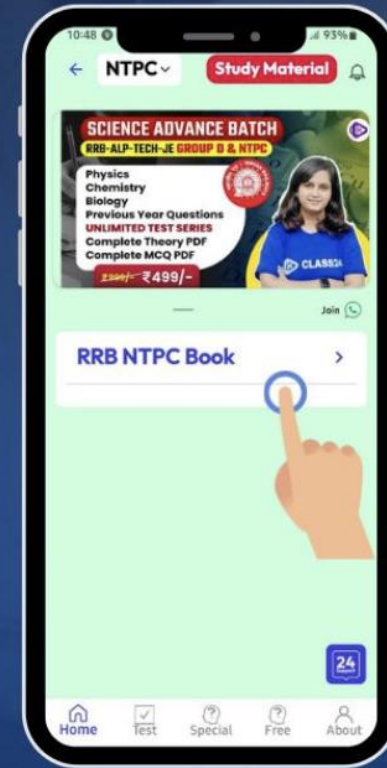 10:48
93%
NTPC
Study Material
SCIENCE ADVANCE BATCH
RRB-ALP-TECH-JE GROUP D & NTPC
Physics
Chemistry
Biology
Previous Year Questions
UNLIMITED TEST SERIES
Complete Theory PDF
Complete MCQ PDF
₹499/-
CLASS24
Join
RRB NTPC Book
24
Home
Test
Special
Free
About